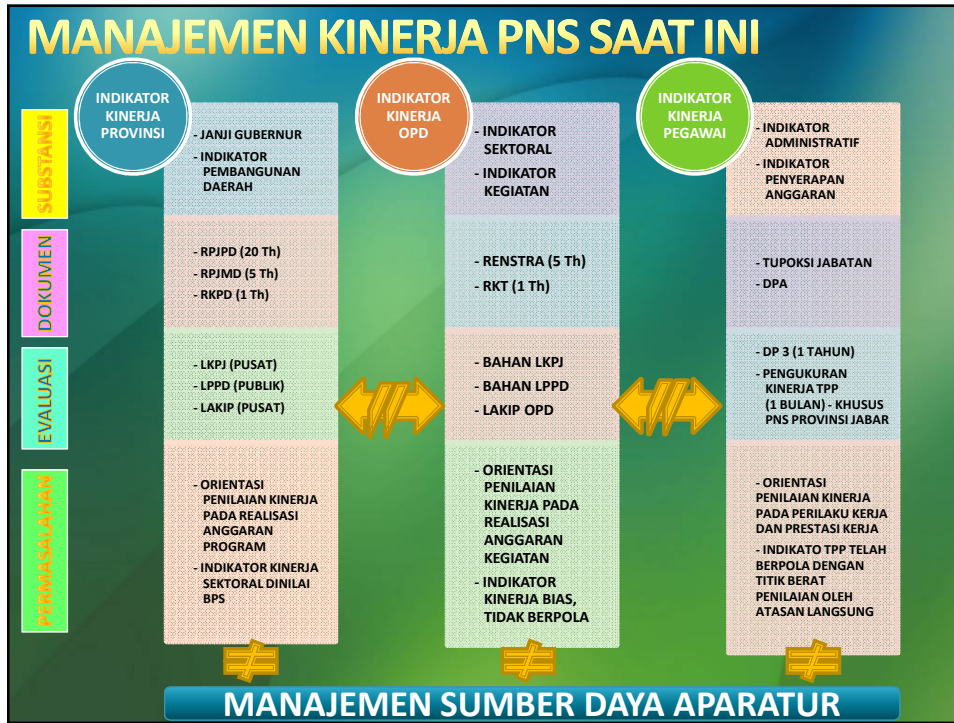 MANAJEMEN KINERJA PNS SAAT INI
INDIKATOR
KINERJA
PROVINSI
INDIKATOR
KINERJA
OPD
INDIKATOR
KINERJA
PEGAWAI
SUBSTANSI
- JANJI GUBERNUR
- INDIKATOR
PEMBANGUNAN
DAERAH
- INDIKATOR
SEKTORAL
- INDIKATOR
KEGIATAN
- INDIKATOR
ADMINISTRATIF
- INDIKATOR
PENYERAPAN
ANGGARAN
DOKUMEN
- RPJPD (20 Th)
- RPJMD (5 Th)
- RKPD (1 Th)
- RENSTRA (5 Th)
- RKT (1 Th)
- TUPOKSI JABATAN
- DPA
EVALUASI
- LKPJ (PUSAT)
- LPPD (PUBLIK)
- LAKIP (PUSAT)
- BAHAN LKPJ
- BAHAN LPPD
- LAKIP OPD
- DP 3 (1 TAHUN)
- PENGUKURAN
KINERJA TPP
(1 BULAN) - KHUSUS
PNS PROVINSI JABAR
PERMASALAHAN
- ORIENTASI
PENILAIAN KINERJA
PADA REALISASI
ANGGARAN
PROGRAM
- INDIKATOR KINERJA
SEKTORAL DINILAI
BPS
- ORIENTASI
PENILAIAN
KINERJA PADA
REALISASI
ANGGARAN
KEGIATAN
- INDIKATOR
KINERJA BIAS,
TIDAK BERPOLA
- ORIENTASI
PENILAIAN KINERJA
PADA PERILAKU KERJA
DAN PRESTASI KERJA
- INDIKATO TPP TELAH
BERPOLA DENGAN
TITIK BERAT
PENILAIAN OLEH
ATASAN LANGSUNG
MANAJEMEN SUMBER DAYA APARATUR